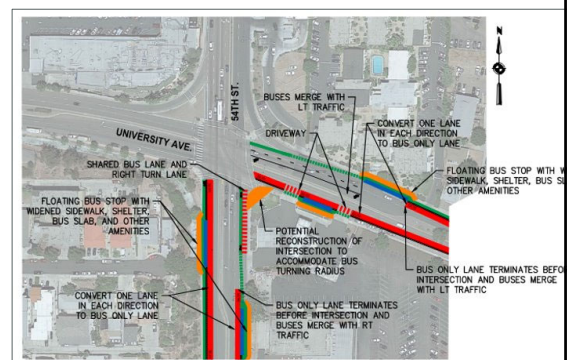 N
54TH ST.
UNIVERSITY AVE.
BUSES MERGE WITH
LT TRAFFIC
DRIVEWAY
CONVERT ONE LANE
IN EACH DIRECTION
TO BUS ONLY LANE
SHARED BUS LANE AND
RIGHT TURN LANE
FLOATING BUS STOP WITH
SIDEWALK, SHELTER, BUS
OTHER AMENITIES
FLOATING BUS STOP WITH
WIDENED SIDEWALK, SHELTER,
BUS SLAB, AND OTHER
AMENITIES
POTENTIAL
RECONSTRUCTION OF
INTERSECTION TO
ACCOMMODATE BUS
TURNING RADIUS
BUS ONLY LANE TERMINATES
INTERSECTION AND BUSES MERGE
WITH LT TRAFFIC
CONVERT ONE LANE
IN EACH DIRECTION
TO BUS ONLY LANE
BUS ONLY LANE TERMINATES
BEFORE INTERSECTION AND
BUSES MERGE WITH RT
TRAFFIC